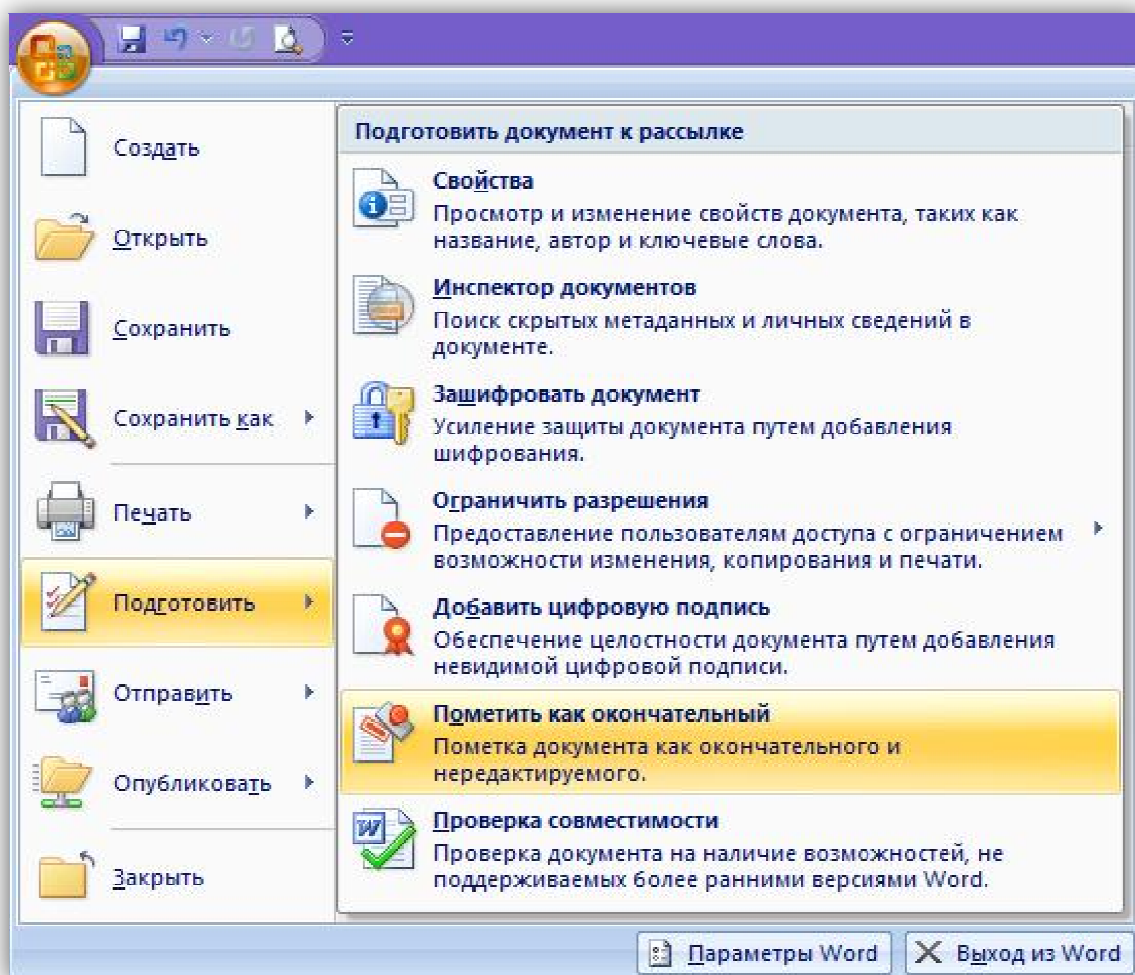 Создать
Открыть
Сохранить
Сохранить как
Печать
Подготовить
Отправить
Опубликовать
Закрыть
Подготовить документ к рассылке
Свойства
Просмотр и изменение свойств документа, таких как
название, автор и ключевые слова.
Инспектор документов
Поиск скрытых метаданных и личных сведений в
документе.
Зашифровать документ
Усиление защиты документа путем добавления
шифрования.
Ограничить разрешения
Предоставление пользователям доступа с ограничением
возможности изменения, копирования и печати.
Добавить цифровую подпись
Обеспечение целостности документа путем добавления
невидимой цифровой подписи.
Пометить как окончательный
Пометка документа как окончательного и
нередактируемого.
Проверка совместимости
Проверка документа на наличие возможностей, не
поддерживаемых более ранними версиями Word.
Параметры Word
Выход из Word